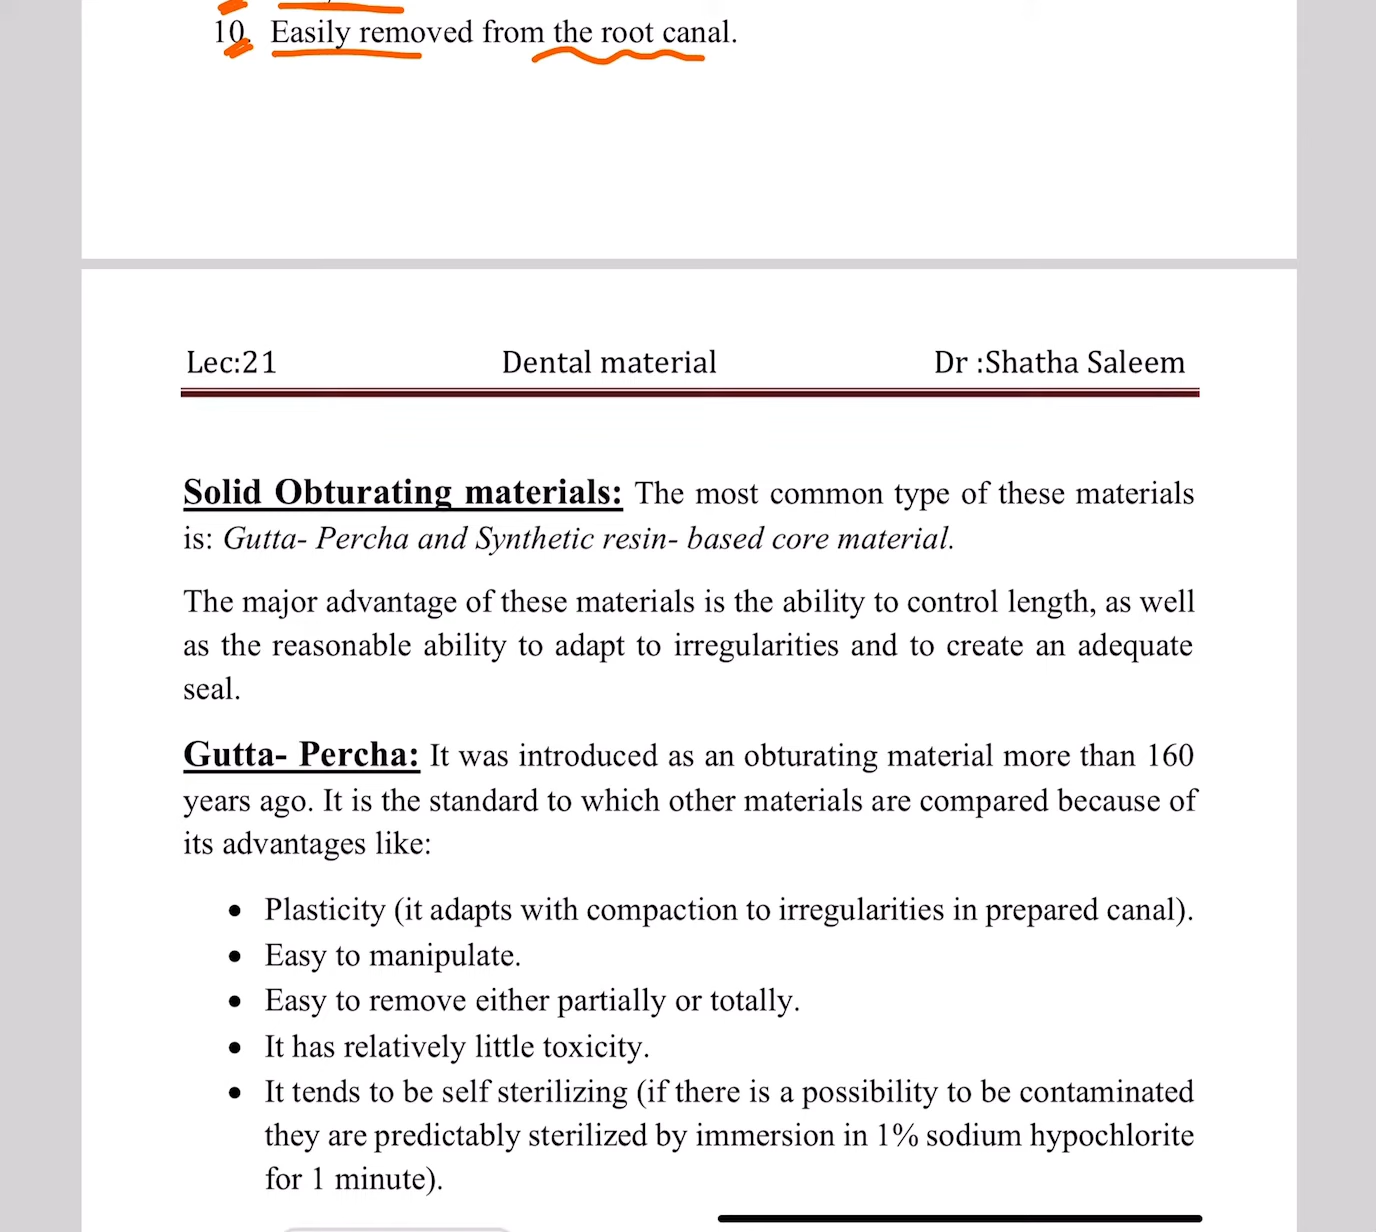 10. Easily removed from the root canal.
Lec:21 Dental material Dr :Shatha Saleem
Solid Obturating materials: The most common type of these materials
is: Gutta- Percha and Synthetic resin- based core material.
The major advantage of these materials is the ability to control length, as well
as the reasonable ability to adapt to irregularities and to create an adequate
seal.
Gutta- Percha: It was introduced as an obturating material more than 160
years ago. It is the standard to which other materials are compared because of
its advantages like:
• Plasticity (it adapts with compaction to irregularities in prepared canal).
• Easy to manipulate.
• Easy to remove either partially or totally.
• It has relatively little toxicity.
• It tends to be self sterilizing (if there is a possibility to be contaminated
they are predictably sterilized by immersion in 1% sodium hypochlorite
for 1 minute).